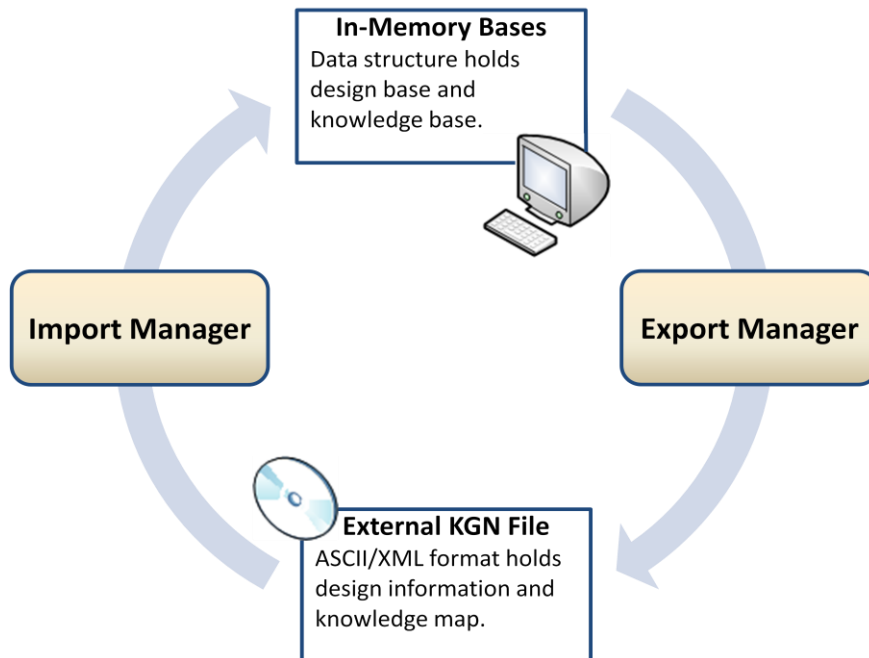 In-Memory Bases
Data structure holds
design base and
knowledge base.
Import Manager
Export Manager
External KGN File
ASCII/XML format holds
design information and
knowledge map.